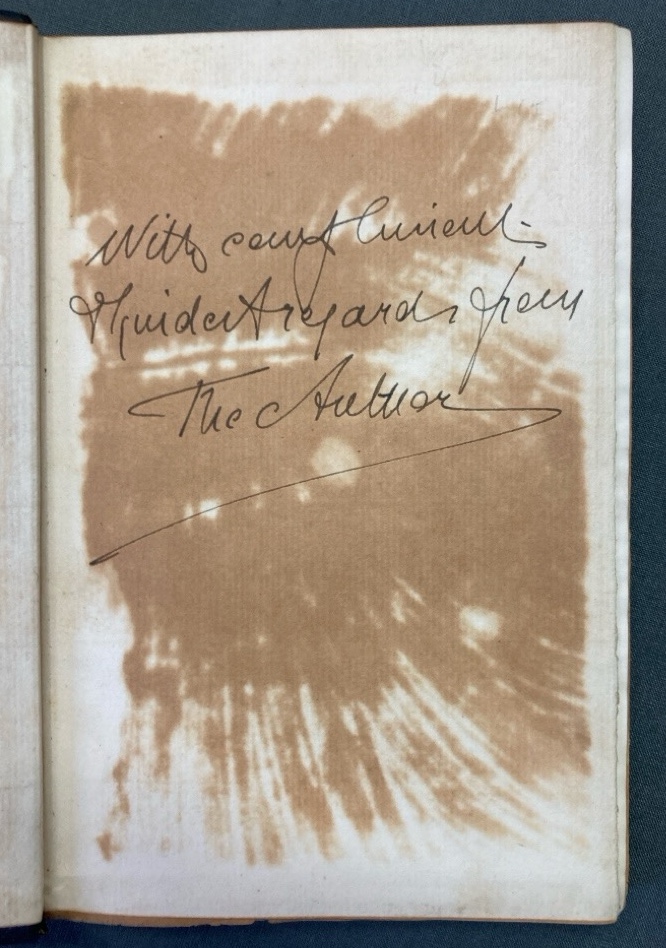 With compliments
& kindest regards from
The Author